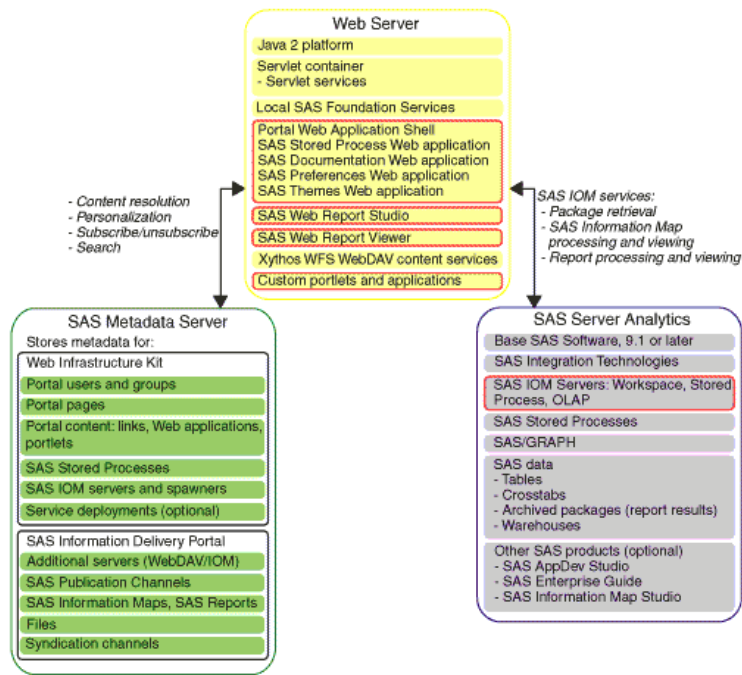 Web Server
Java 2 platform
Servlet container
- Servlet services
Local SAS Foundation Services
Portal Web Application Shell
SAS Stored Process Web application
SAS Documentation Web application
SAS Preferences Web application
SAS Themes Web application
SAS Web Report Studio
SAS Web Report Viewer
Xythos WFS WebDAV content services
Custom portlets and applications
- Content resolution
- Personalization
- Subscribe/unsubscribe
- Search
SAS IOM services:
- Package retrieval
- SAS Information Map
processing and viewing
- Report processing and viewing
SAS Metadata Server
Stores metadata for:
Web Infrastructure Kit
Portal users and groups
Portal pages
Portal content: links, Web applications,
portlets
SAS Stored Processes
SAS IOM servers and spawners
Service deployments (optional)
SAS Information Delivery Portal
Additional servers (WebDAV/IOM)
SAS Publication Channels
SAS Information Maps, SAS Reports
Files
Syndication channels
SAS Server Analytics
Base SAS Software, 9.1 or later
SAS Integration Technologies
SAS IOM Servers: Workspace, Stored
Process, OLAP
SAS Stored Processes
SAS/GRAPH
SAS data
- Tables
- Crosstabs
- Archived packages (report results)
- Warehouses
Other SAS products (optional)
- SAS AppDev Studio
- SAS Enterprise Guide
- SAS Information Map Studio